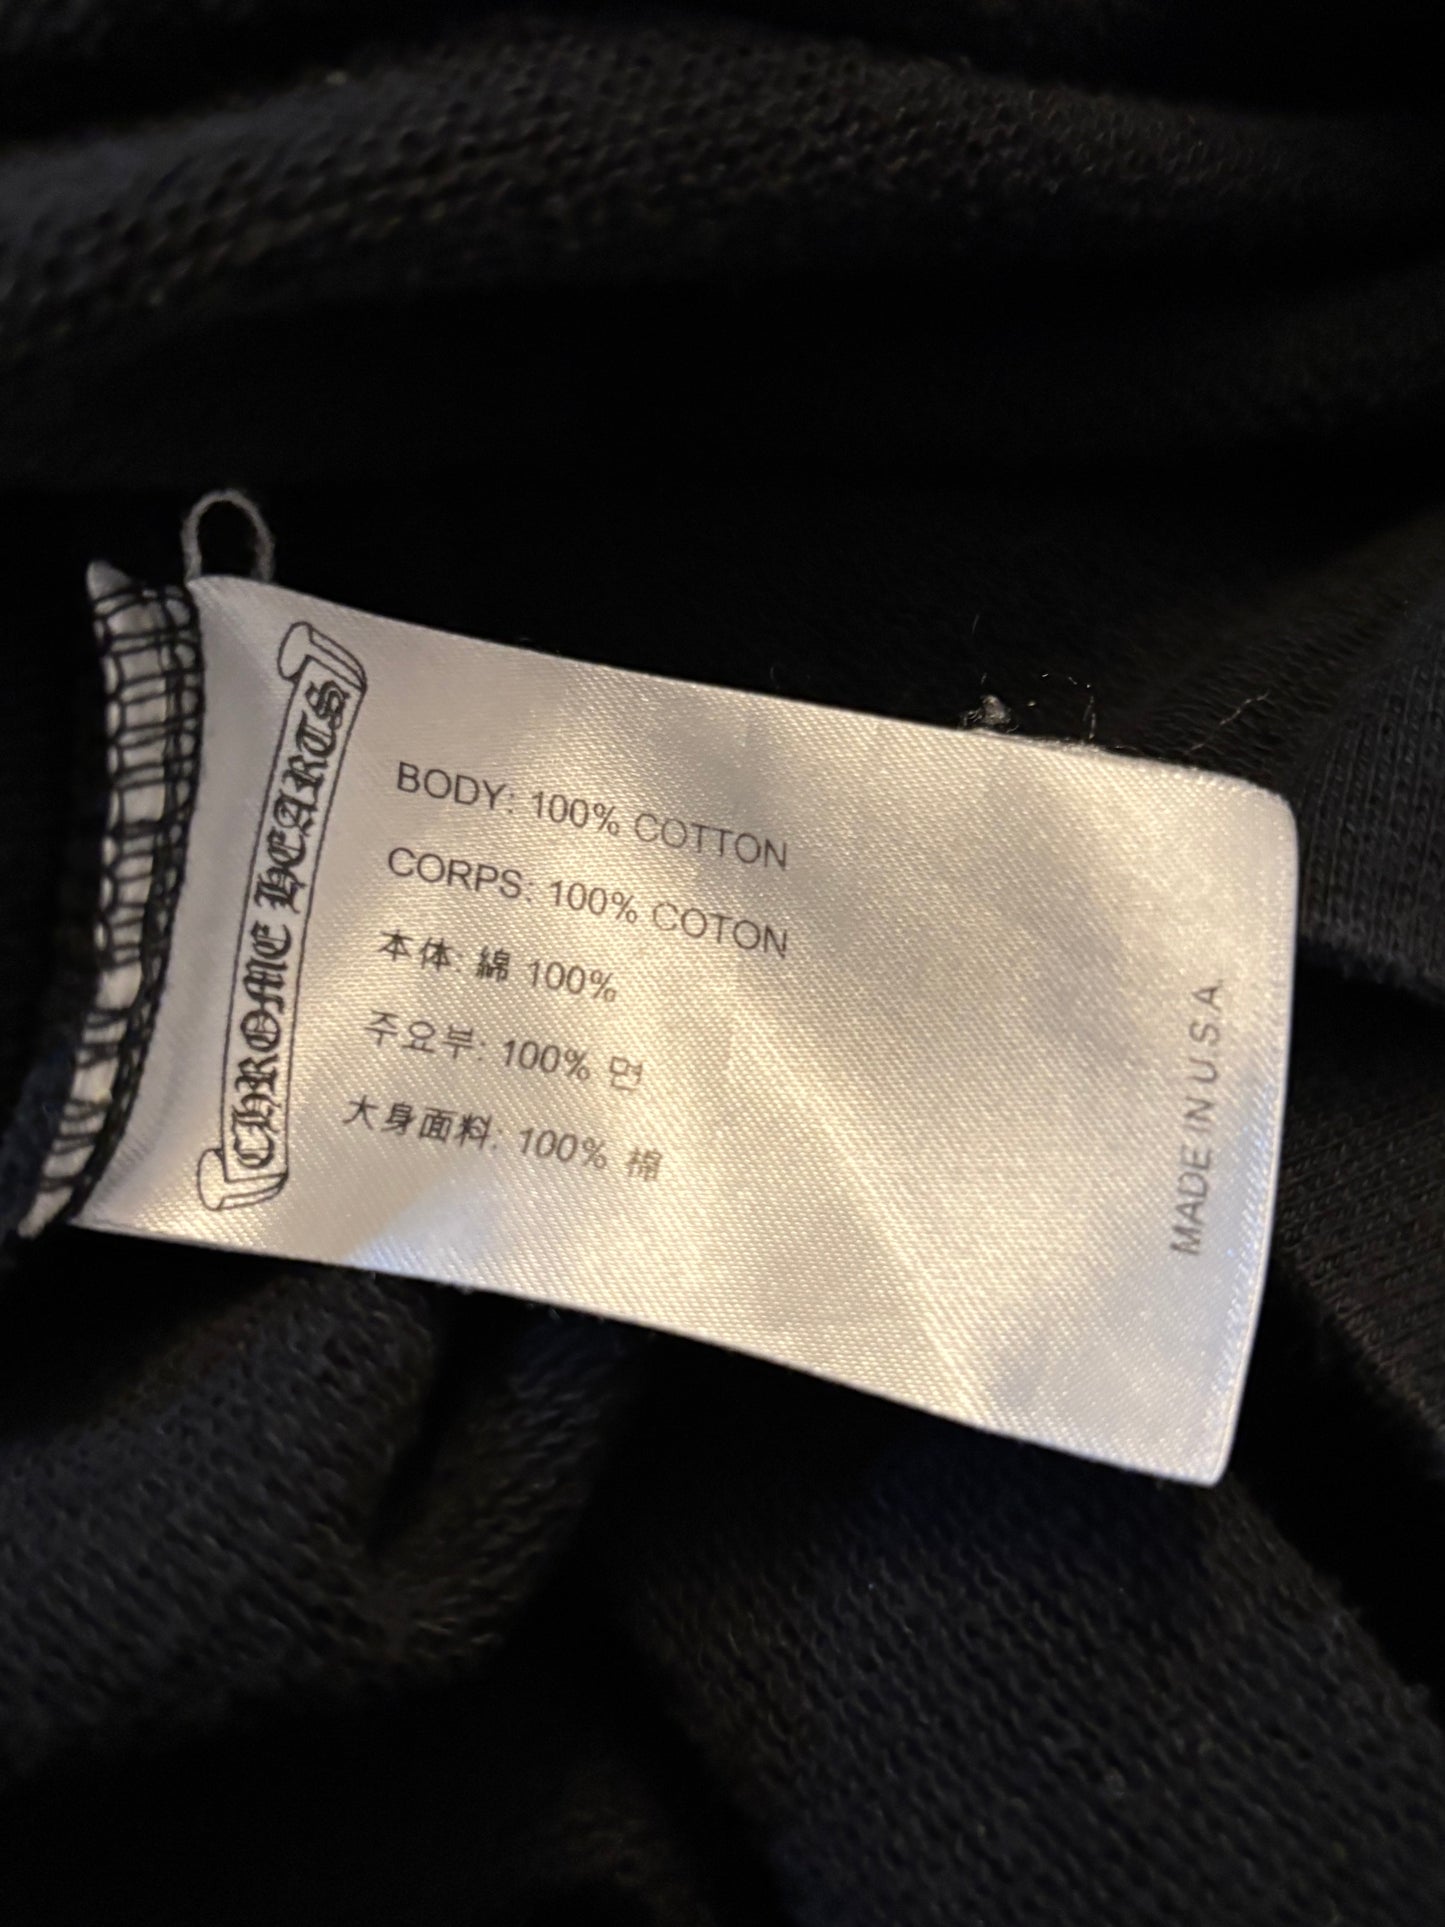 CHROME HEARTS
BODY: 100% COTTON
CORPS: 100% COTON
本体: 綿 100%
주요부: 100% 면
大身面料: 100% 棉
MADE IN U.S.A.